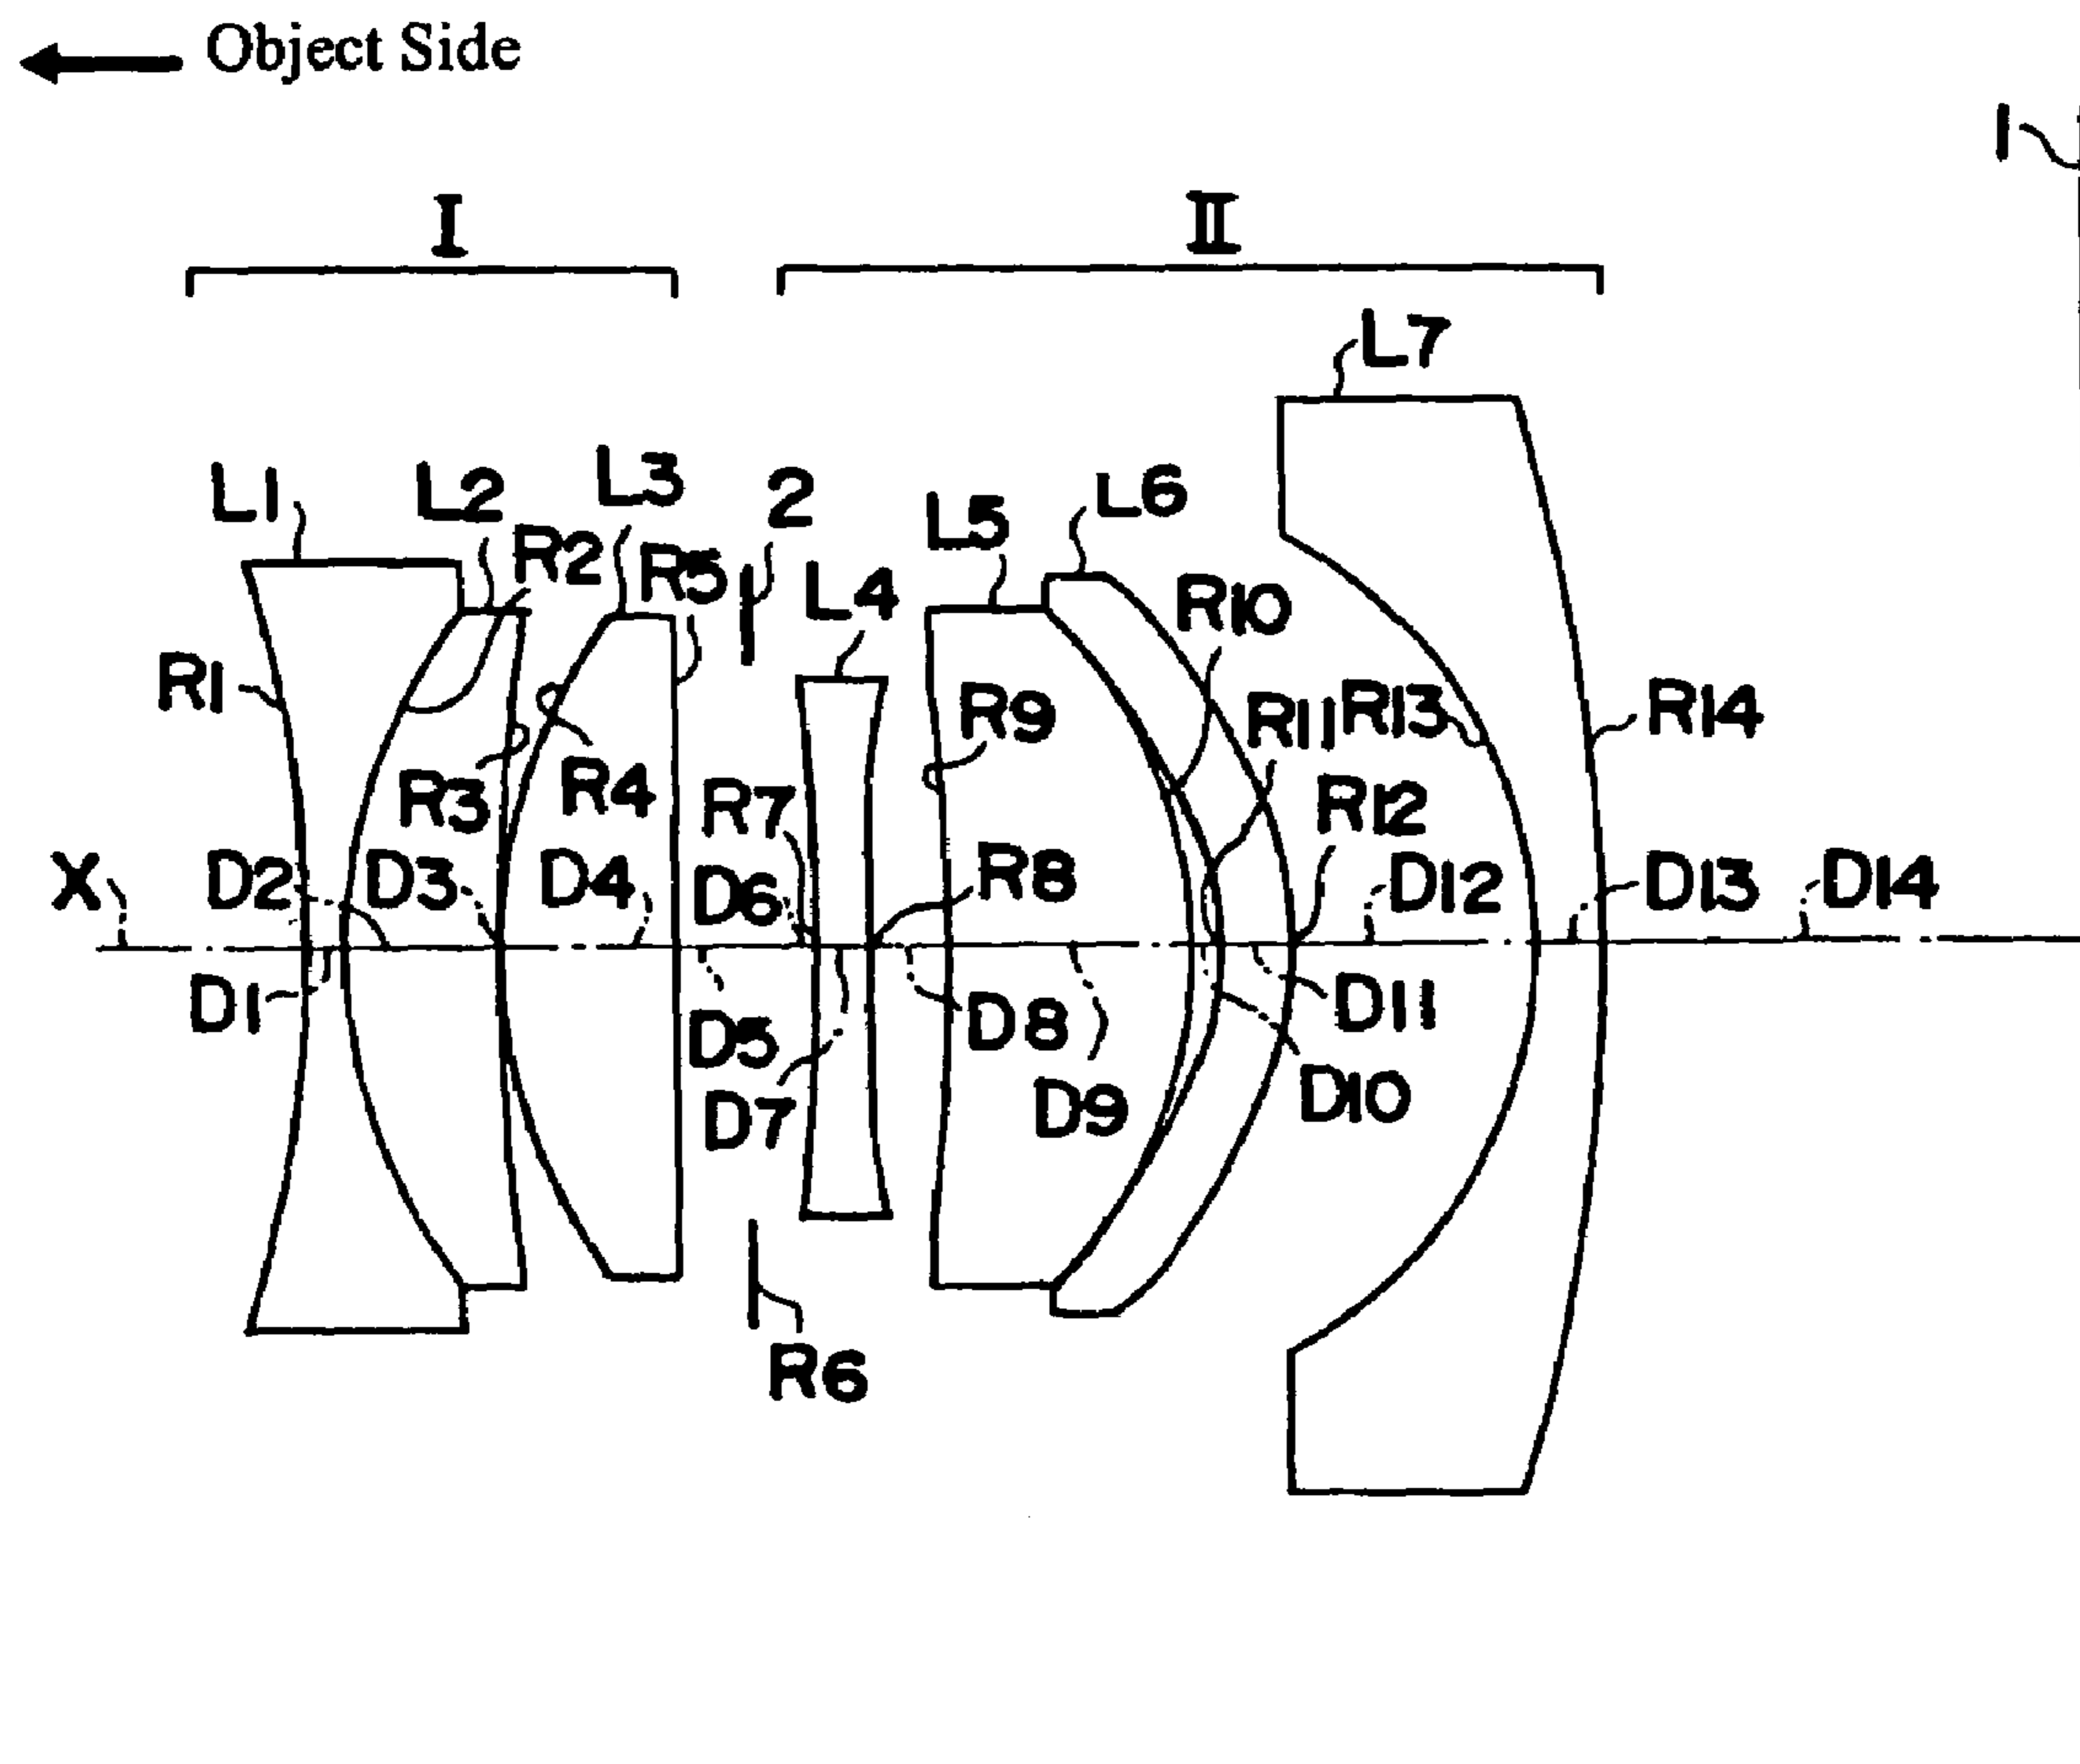 Object Side
1
I II
L7
L1 L2 L3 2 L5 L6
R2 R5 L4 R10
R1 R9 R11 R13 R14
R3 R4 R7 R12
X D2 D3 D4 D6 R8 D12 D13 D14
D1 D5 D8 D11
D7 D9 D10
R6